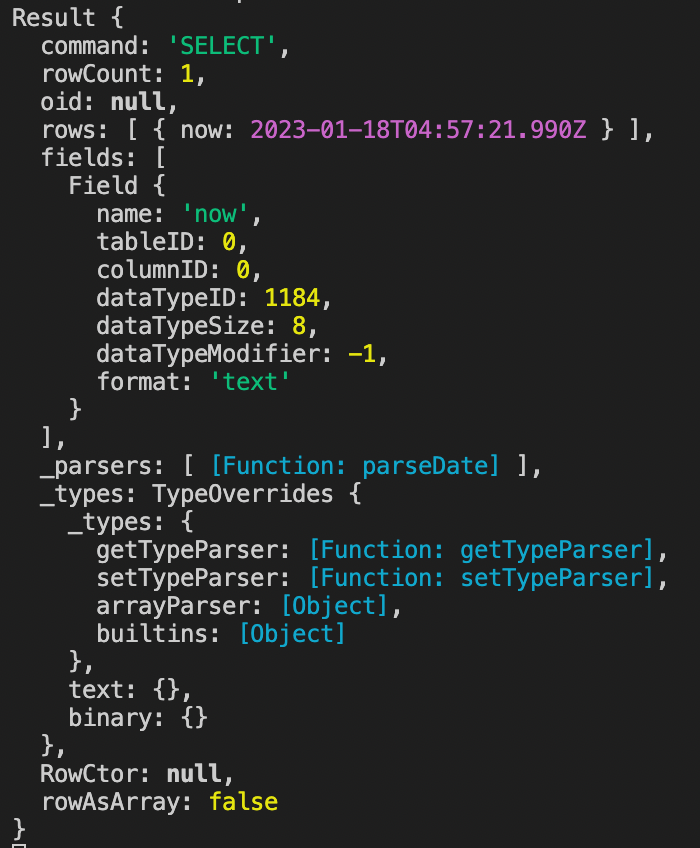 Result {
  command: 'SELECT',
  rowCount: 1,
  oid: null,
  rows: [ { now: 2023-01-18T04:57:21.990Z } ],
  fields: [
    Field {
      name: 'now',
      tableID: 0,
      columnID: 0,
      dataTypeID: 1184,
      dataTypeSize: 8,
      dataTypeModifier: -1,
      format: 'text'
    }
  ],
  _parsers: [ [Function: parseDate] ],
  _types: TypeOverrides {
    _types: {
      getTypeParser: [Function: getTypeParser],
      setTypeParser: [Function: setTypeParser],
      arrayParser: [Object],
      builtins: [Object]
    },
    text: {},
    binary: {}
  },
  RowCtor: null,
  rowAsArray: false
}